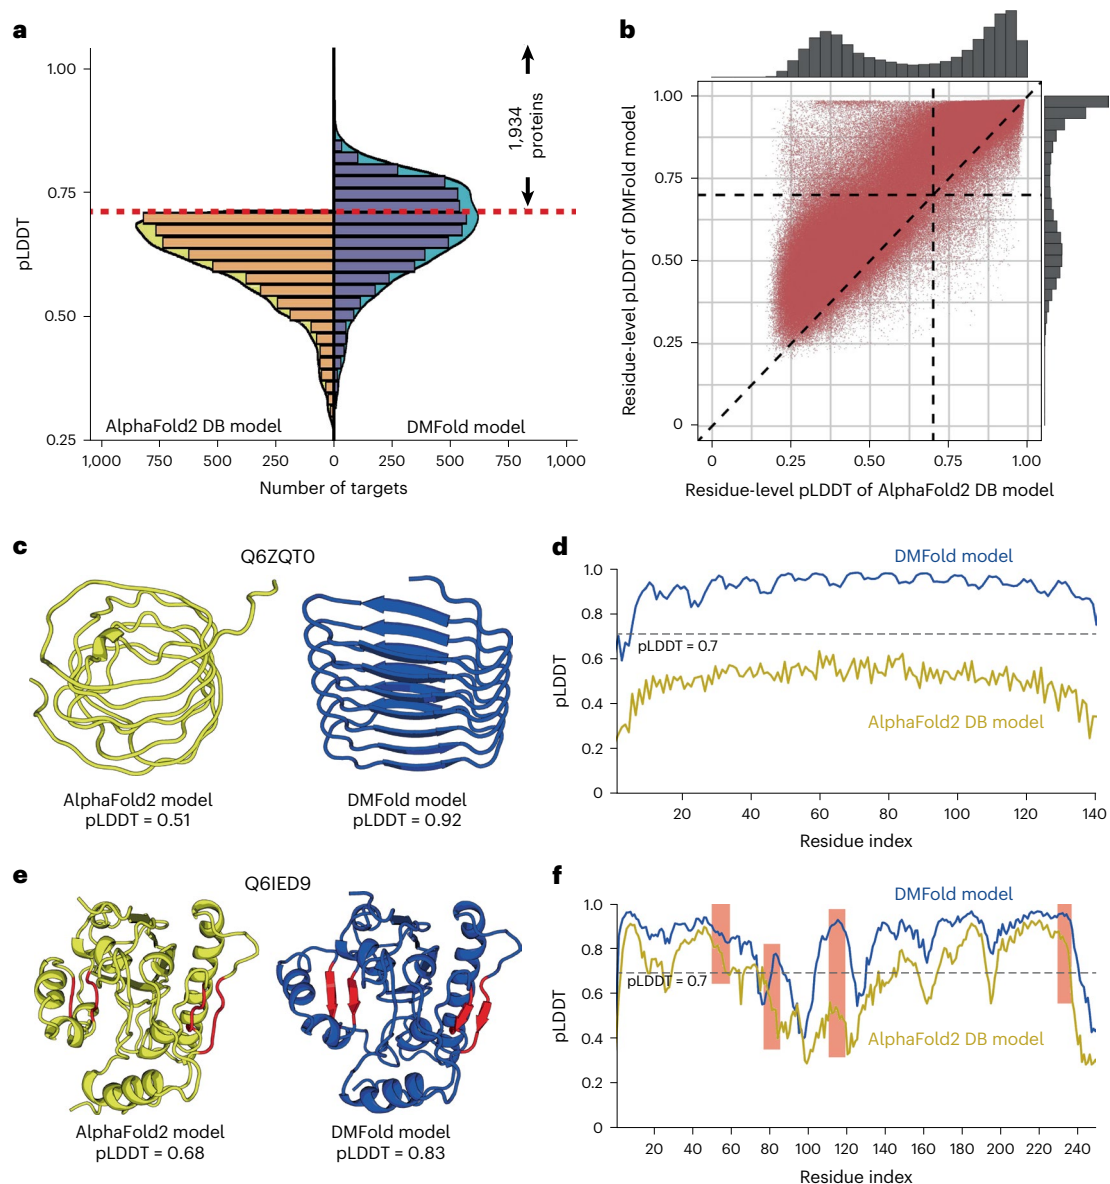 a
1.00
0.75
0.50
0.25
pLDDT
1,934
proteins
AlphaFold2 DB model
DMFold model
1,000
750
500
250
0
250
500
750
1,000
Number of targets
b
1.00
0.75
0.50
0.25
0
Residue-level pLDDT of DMFold model
0
0.25
0.50
0.75
1.00
Residue-level pLDDT of AlphaFold2 DB model
c
Q6ZQT0
AlphaFold2 model
pLDDT = 0.51
DMFold model
pLDDT = 0.92
d
DMFold model
1.0
0.8
0.6
0.4
0.2
0
pLDDT
pLDDT = 0.7
AlphaFold2 DB model
20
40
60
80
100
120
140
Residue index
e
Q6IED9
AlphaFold2 model
pLDDT = 0.68
DMFold model
pLDDT = 0.83
f
DMFold model
1.0
0.8
0.6
0.4
0.2
0
pLDDT
pLDDT = 0.7
AlphaFold2 DB model
20
40
60
80
100
120
140
160
180
200
220
240
Residue index